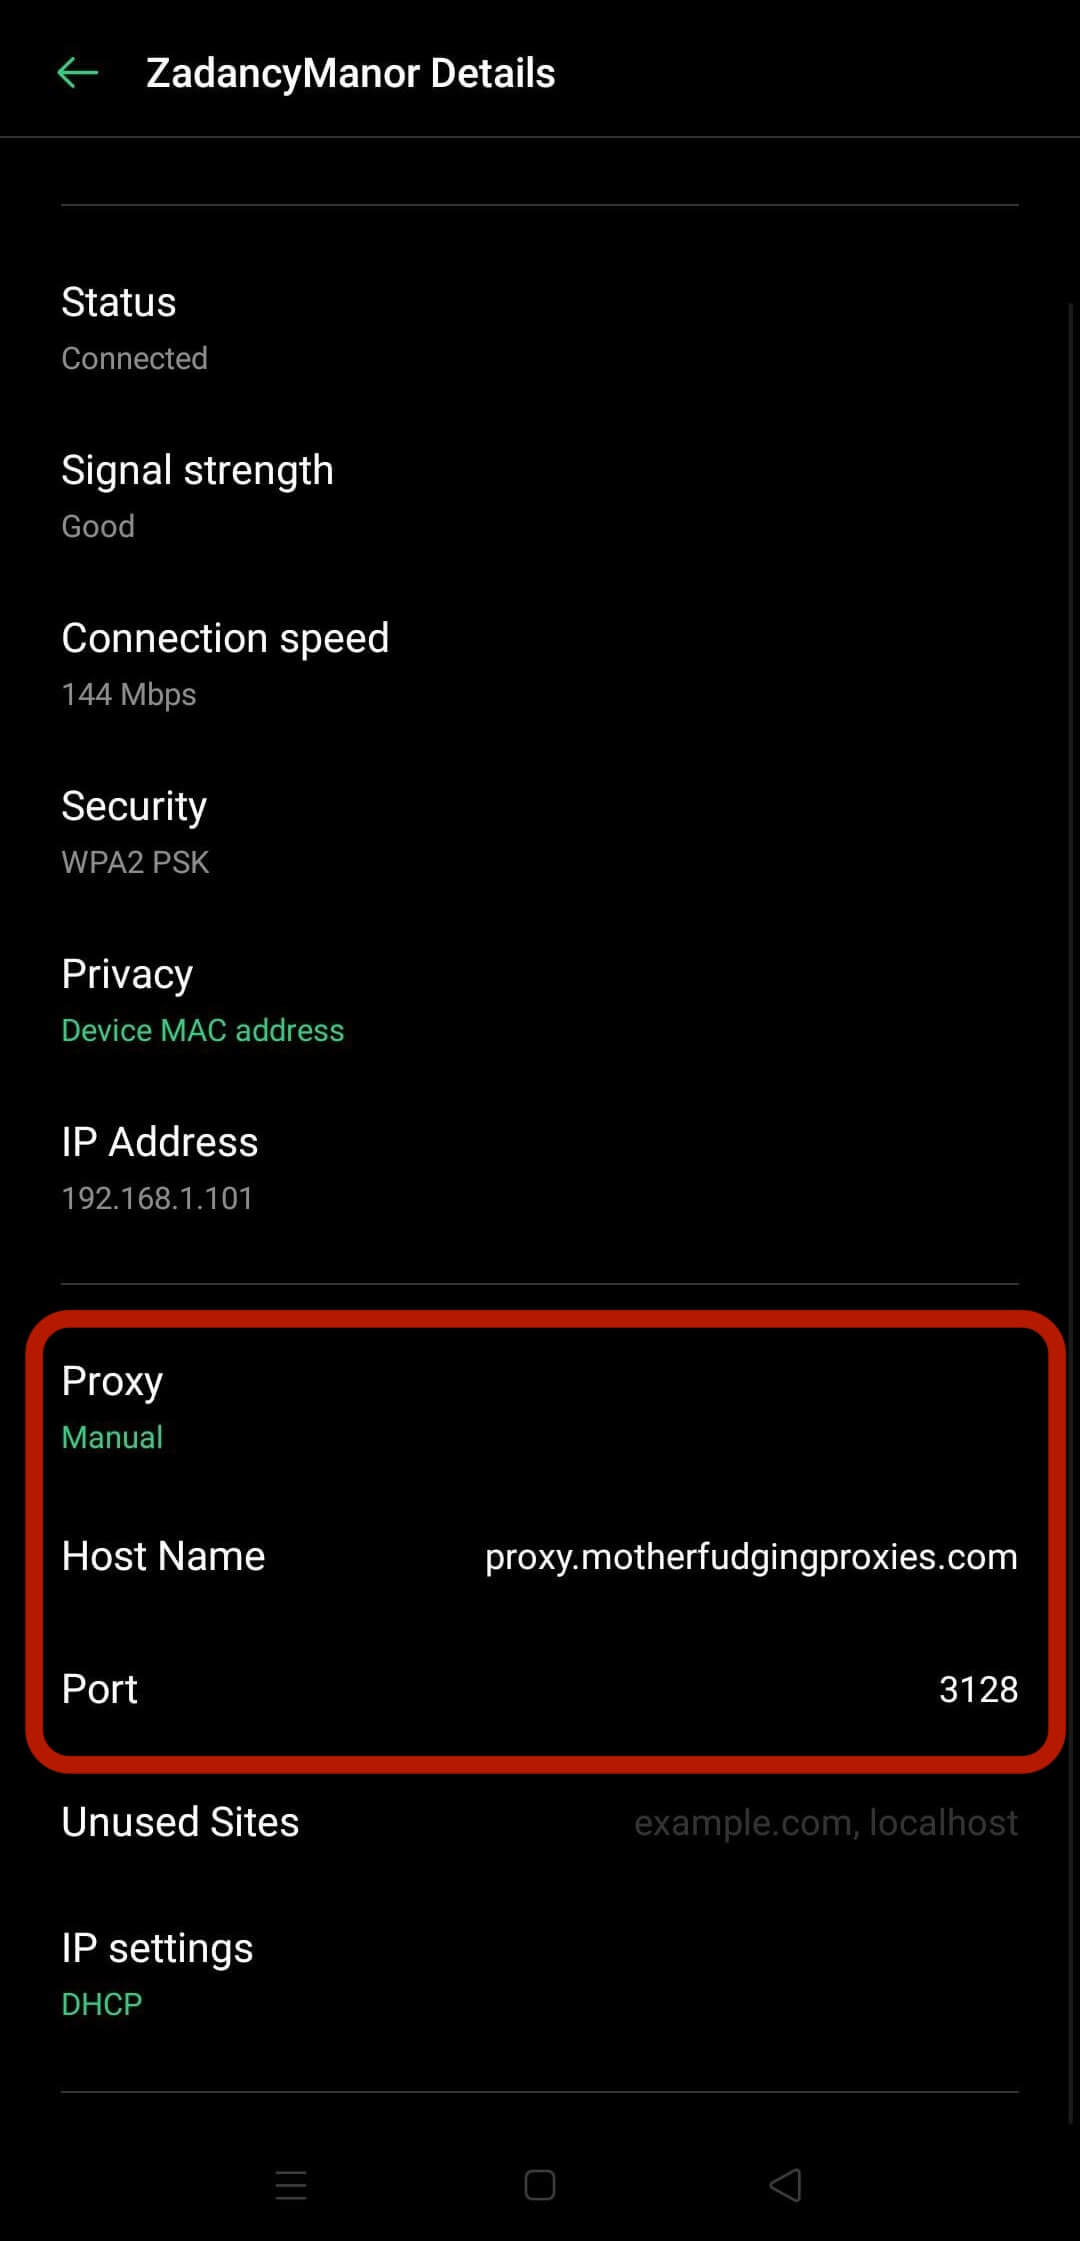 ZadancyManor Details
Status
Connected
Signal strength
Good
Connection speed
144 Mbps
Security
WPA2 PSK
Privacy
Device MAC address
IP Address
192.168.1.101
Proxy
Manual
Host Name proxy.motherfudgingproxies.com
Port 3128
Unused Sites example.com, localhost
IP settings
DHCP